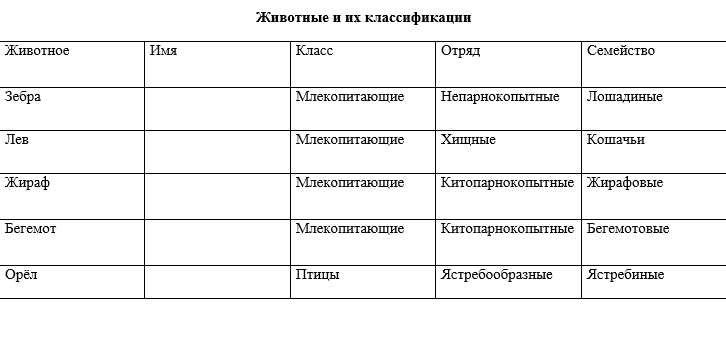 Животные и их классификации
Животное Имя Класс Отряд Семейство
Зебра Млекопитающие Непарнокопытные Лошадиные
Лев Млекопитающие Хищные Кошачьи
Жираф Млекопитающие Китопарнокопытные Жирафовые
Бегемот Млекопитающие Китопарнокопытные Бегемотовые
Орёл Птицы Ястребообразные Ястребиные